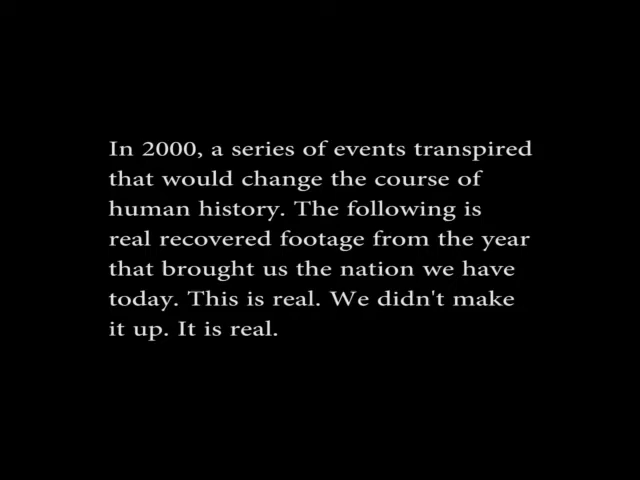 In 2000, a series of events transpired
that would change the course of
human history. The following is
real recovered footage from the year
that brought us the nation we have
today. This is real. We didn't make
it up. It is real.